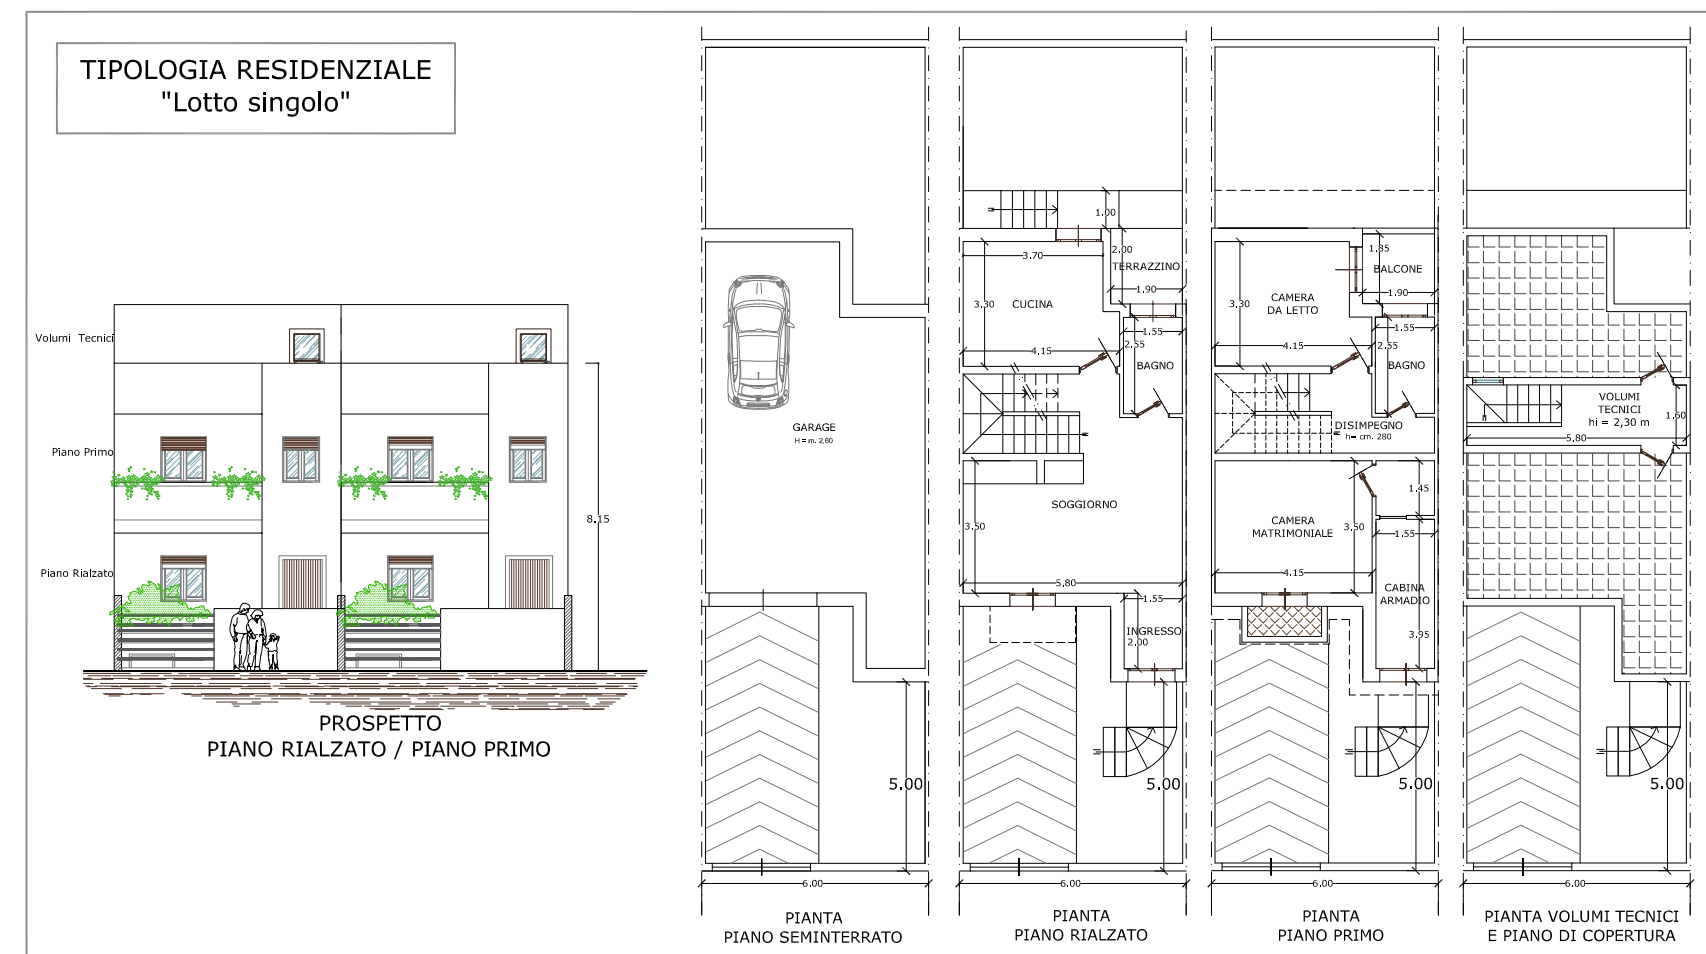 TIPOLOGIA RESIDENZIALE
"Lotto singolo"
Volumi Tecnici
Piano Primo
Piano Rialzato
8.15
PROSPETTO
PIANO RIALZATO / PIANO PRIMO
GARAGE
H = m. 2,60
5.00
6.00
PIANTA
PIANO SEMINTERRATO
1.00
2.00
3.70
TERRAZZINO
1.90
3.30
CUCINA
1.55
2.55
4.15
BAGNO
SOGGIORNO
3.50
5.80
1.55
INGRESSO
2.00
5.00
6.00
PIANTA
PIANO RIALZATO
1.85
BALCONE
1.90
3.30
CAMERA
DA LETTO
1.55
2.55
4.15
BAGNO
DISIMPEGNO
h= cm. 280
1.45
CAMERA
MATRIMONIALE
3.50
1.55
4.15
CABINA
ARMADIO
3.95
5.00
6.00
PIANTA
PIANO PRIMO
VOLUMI
TECNICI
hi = 2,30 m
1.60
5.80
5.00
6.00
PIANTA VOLUMI TECNICI
E PIANO DI COPERTURA